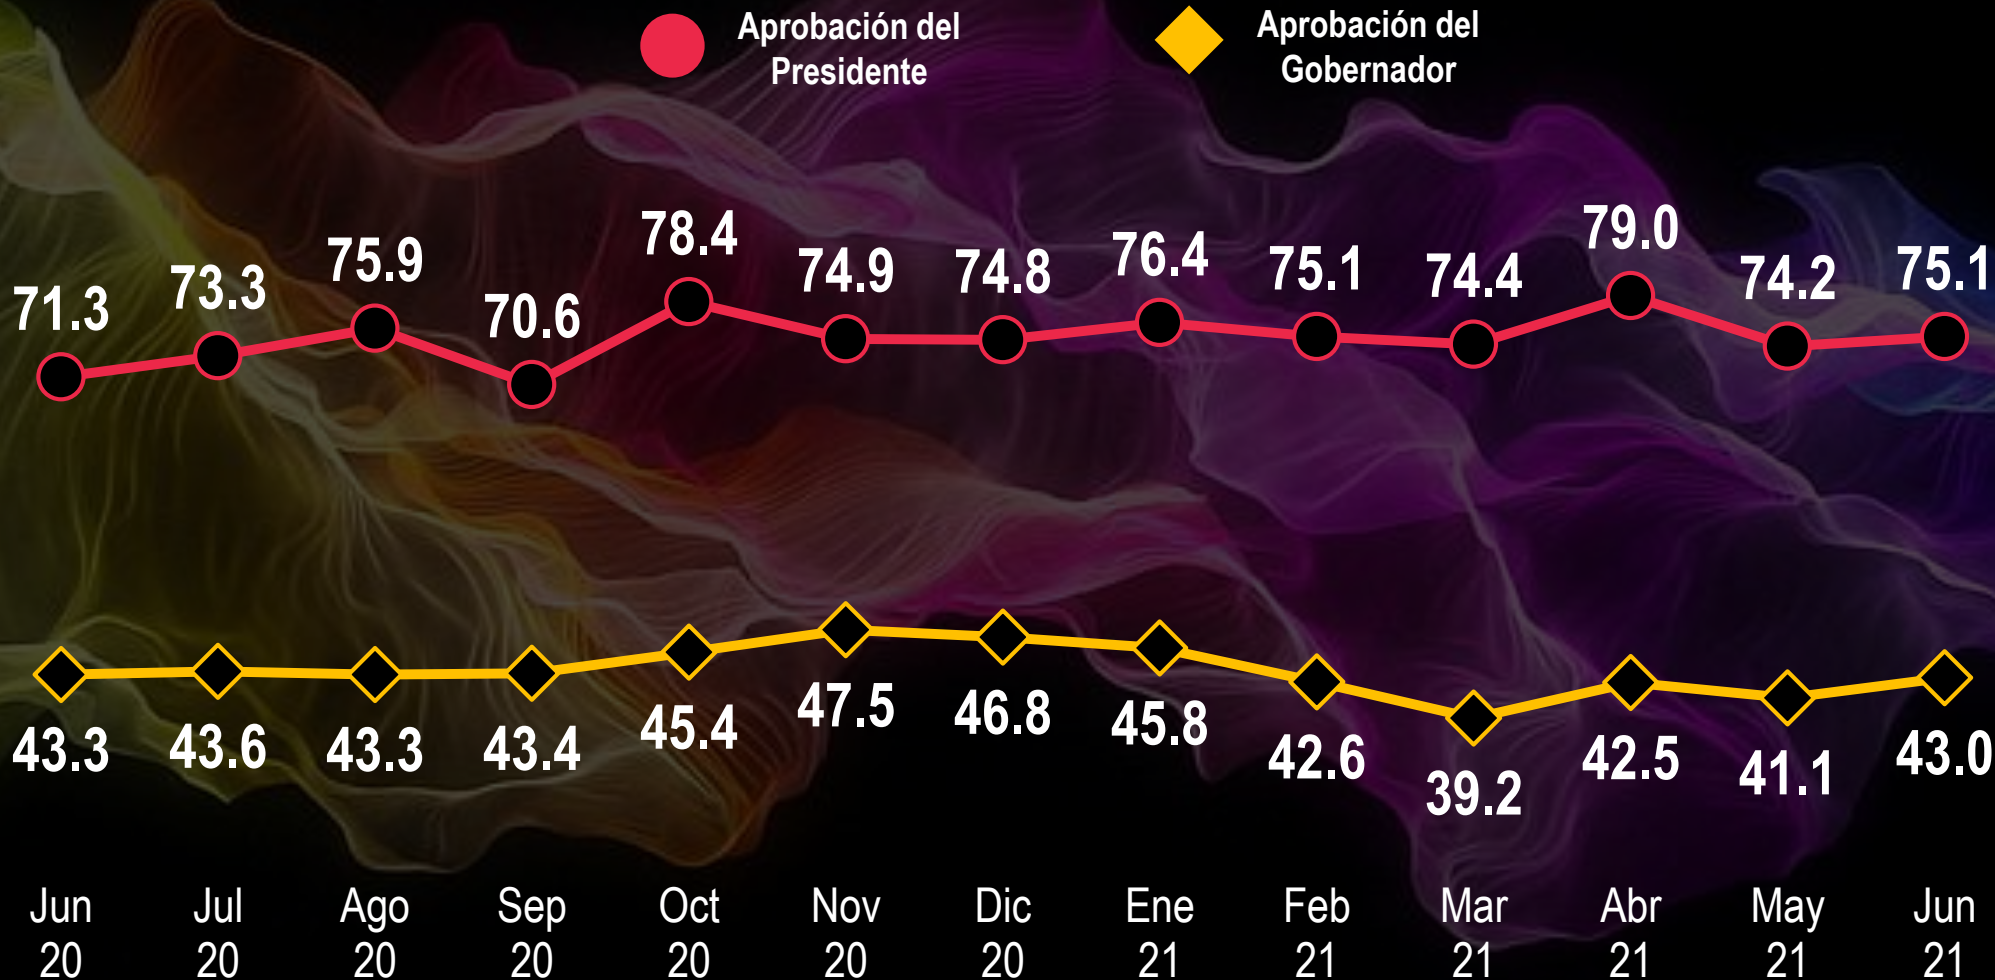 Aprobación del
Presidente
Aprobación del
Gobernador
71.3 73.3 75.9 70.6 78.4 74.9 74.8 76.4 75.1 74.4 79.0 74.2 75.1
43.3 43.6 43.3 43.4 45.4 47.5 46.8 45.8 42.6 39.2 42.5 41.1 43.0
Jun Jul Ago Sep Oct Nov Dic Ene Feb Mar Abr May Jun
20 20 20 20 20 20 20 21 21 21 21 21 21